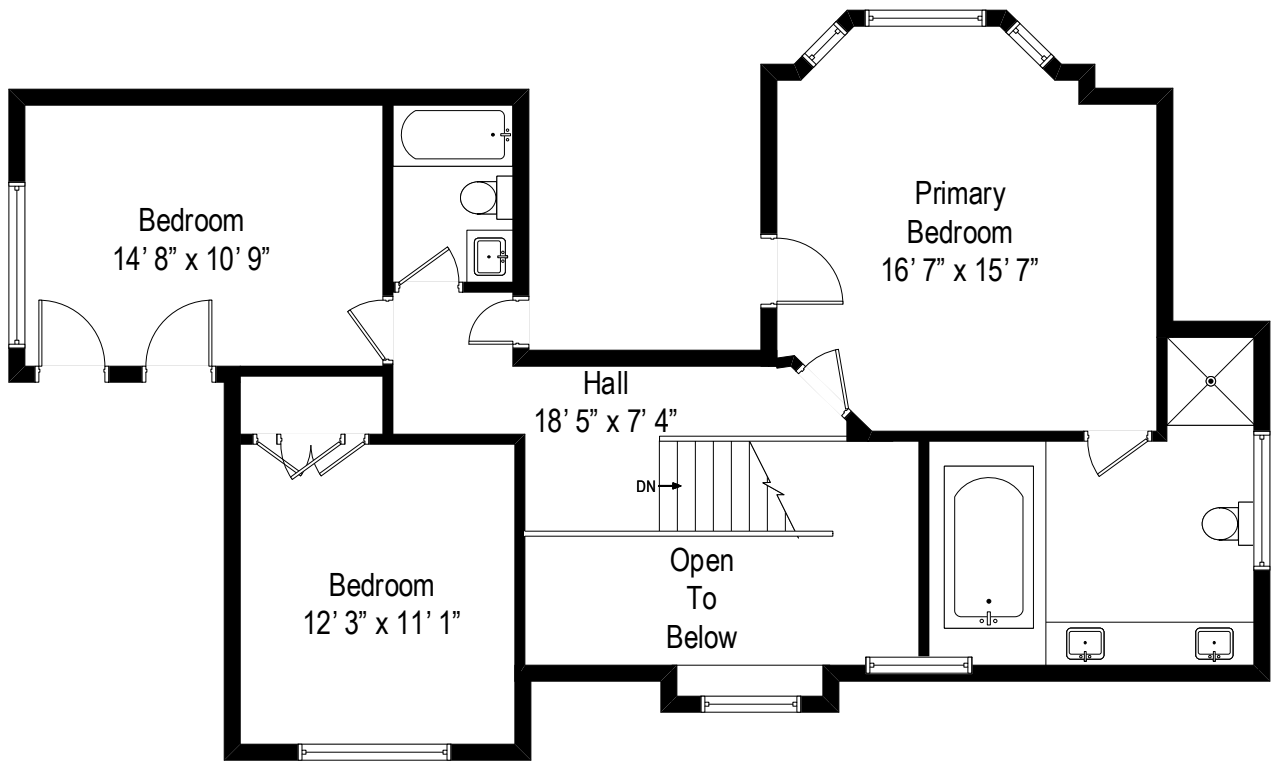 Bedroom
14’ 8” x 10’ 9”
Primary
Bedroom
16’ 7” x 15’ 7”
Hall
18’ 5” x 7’ 4”
DN
Open
To
Below
Bedroom
12’ 3” x 11’ 1”